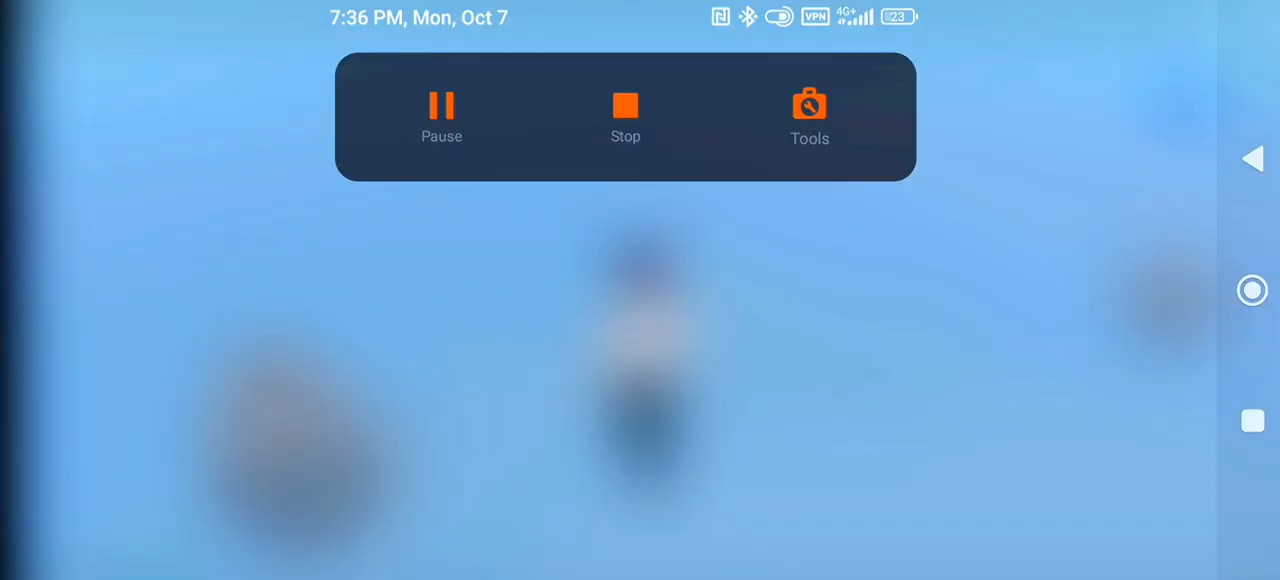 7:36 PM, Mon, Oct 7
VPN
4G+
23
Pause
Stop
Tools